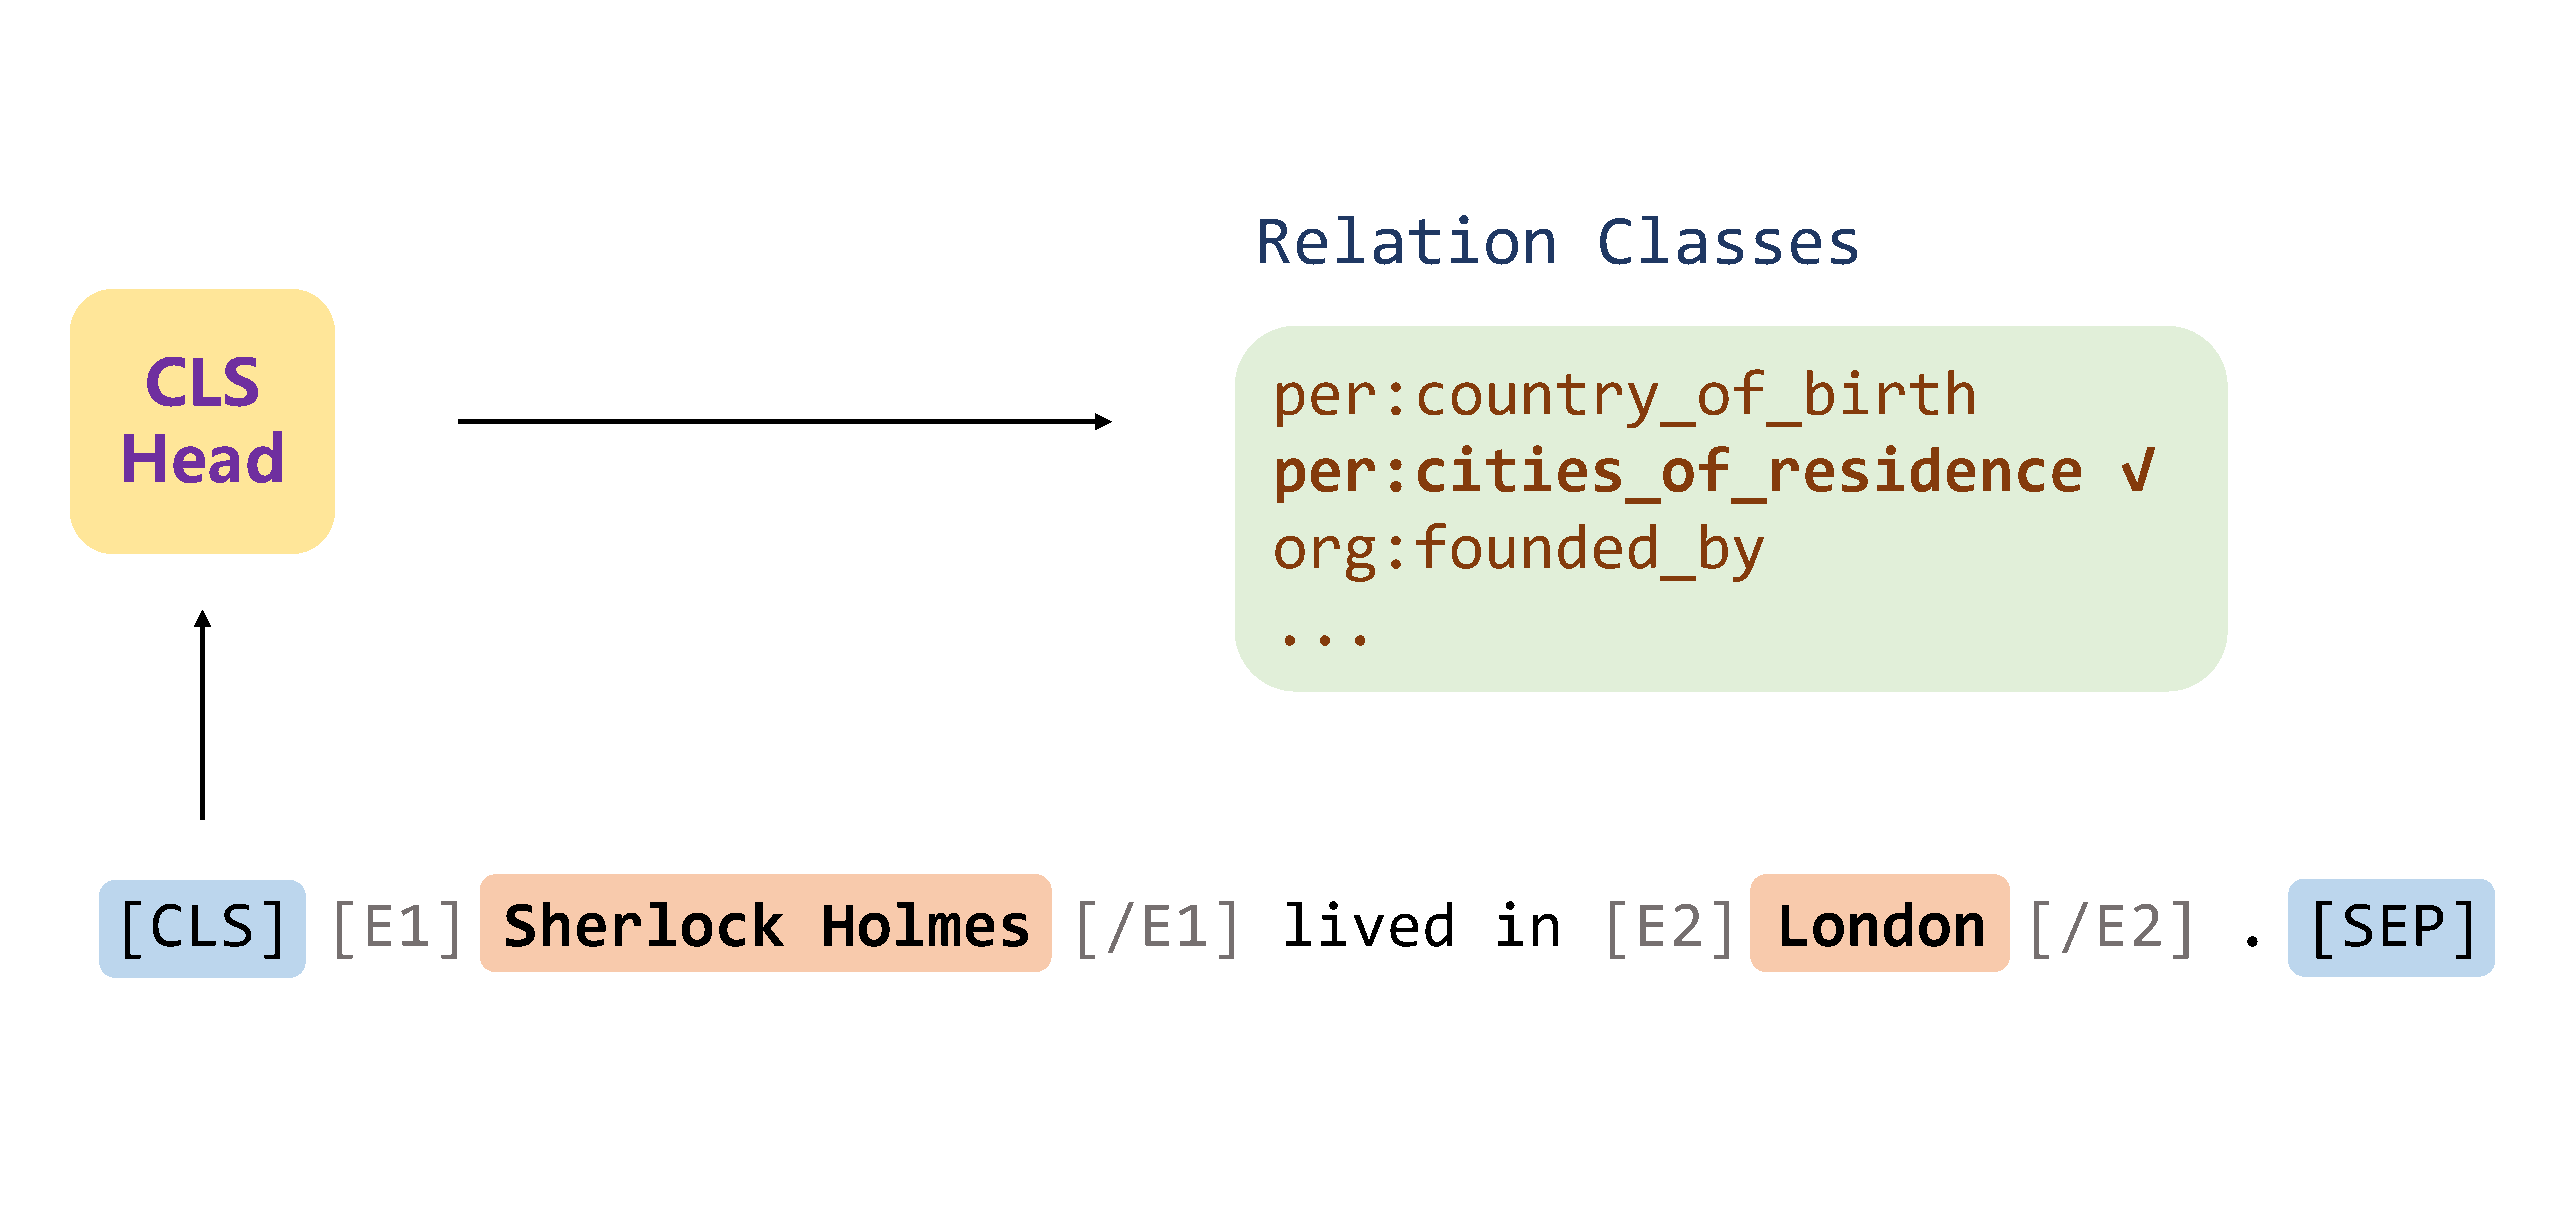 Relation Classes
CLS
Head
per:country_of_birth
per:cities_of_residence √
org:founded_by
...
[CLS] [E1] Sherlock Holmes [/E1] lived in [E2] London [/E2] . [SEP]